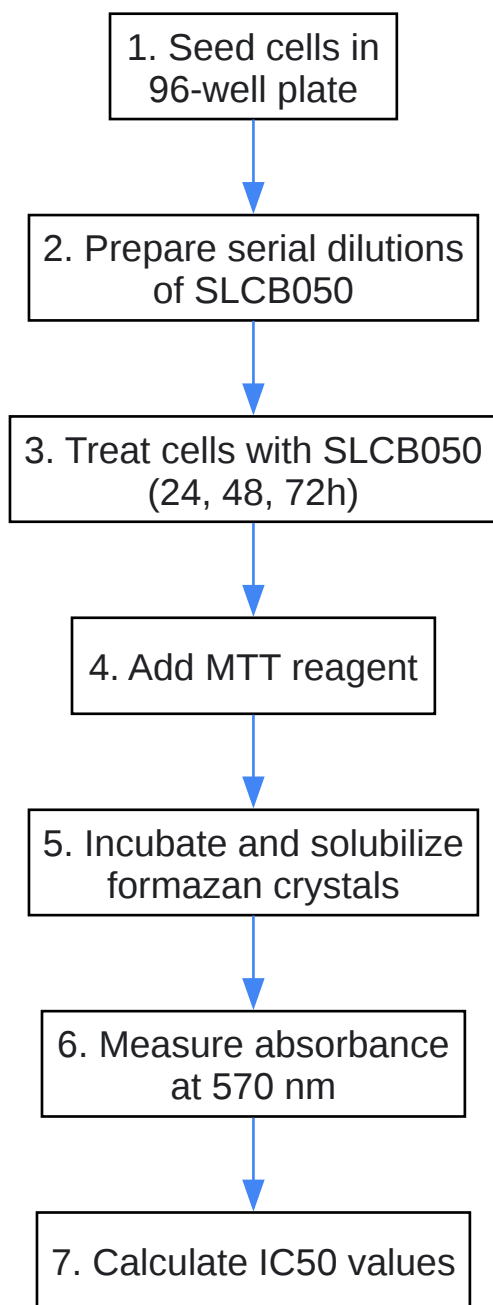 1. Seed cells in
96-well plate
2. Prepare serial dilutions
of SLCB050
3. Treat cells with SLCB050
(24, 48, 72h)
4. Add MTT reagent
5. Incubate and solubilize
formazan crystals
6. Measure absorbance
at 570 nm
7. Calculate IC50 values